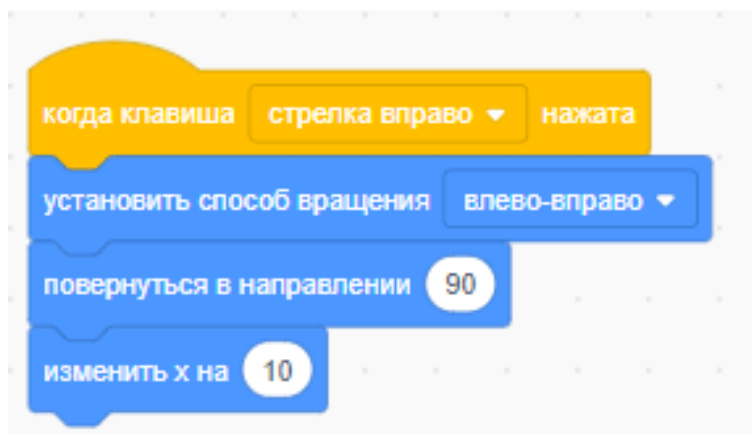 когда клавиша стрелка вправо нажата
установить способ вращения влево-вправо
повернуться в направлении 90
изменить x на 10